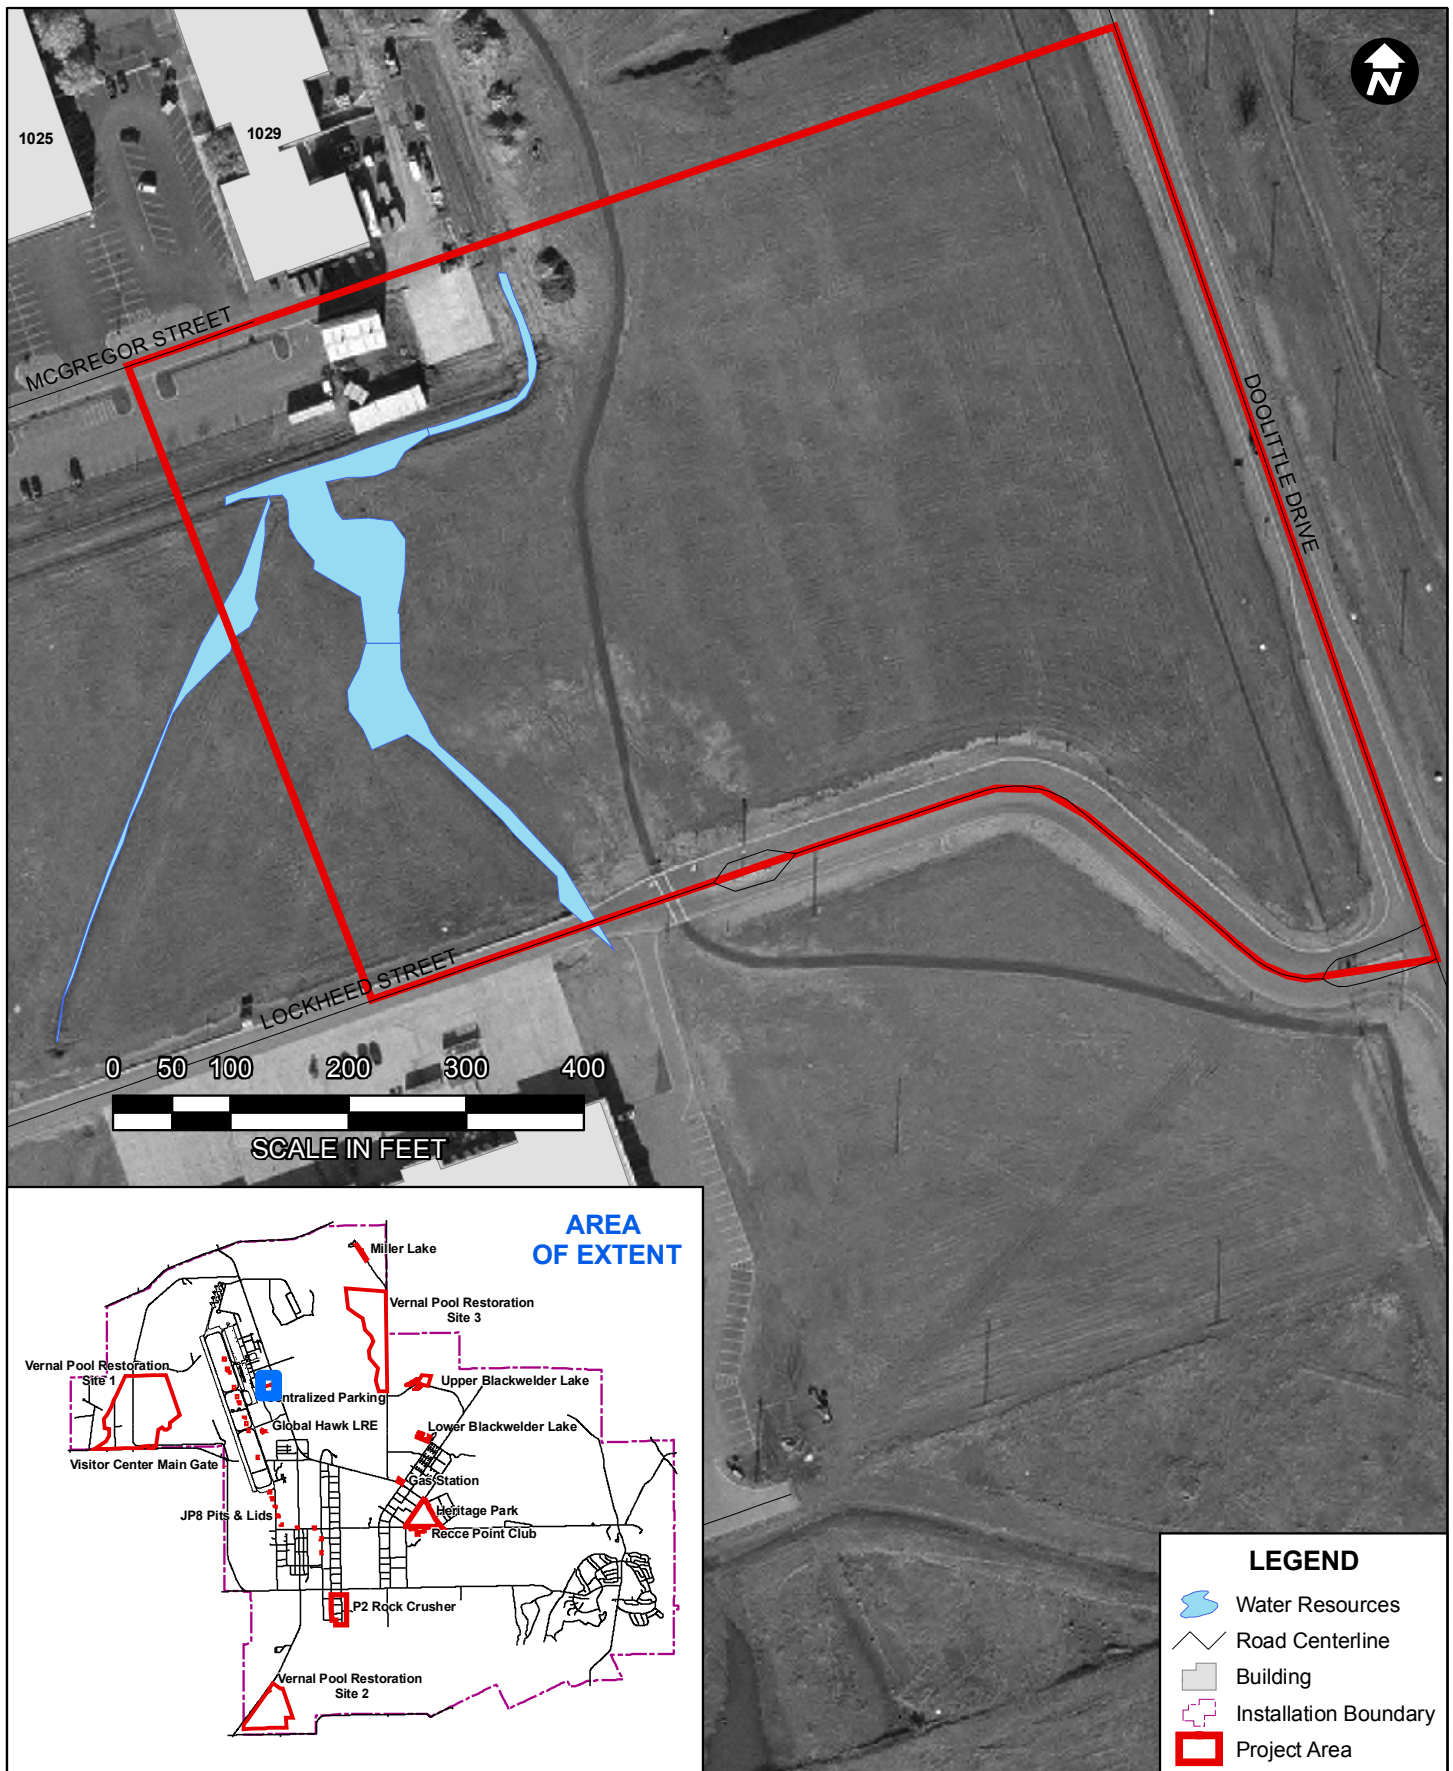 N
1025
1029
MCGREGOR STREET
DOOLITTLE DRIVE
LOCKHEED STREET
0 50 100 200 300 400
SCALE IN FEET
AREA
OF EXTENT
Miller Lake
Vernal Pool Restoration
Site 3
Vernal Pool Restoration
Site 1
Upper Blackwelder Lake
ntralized Parking
Global Hawk LRE
Lower Blackwelder Lake
Visitor Center Main Gate
Gas Station
JP8 Pits & Lids
Heritage Park
Recce Point Club
P2 Rock Crusher
Vernal Pool Restoration
Site 2
LEGEND
Water Resources
Road Centerline
Building
Installation Boundary
Project Area